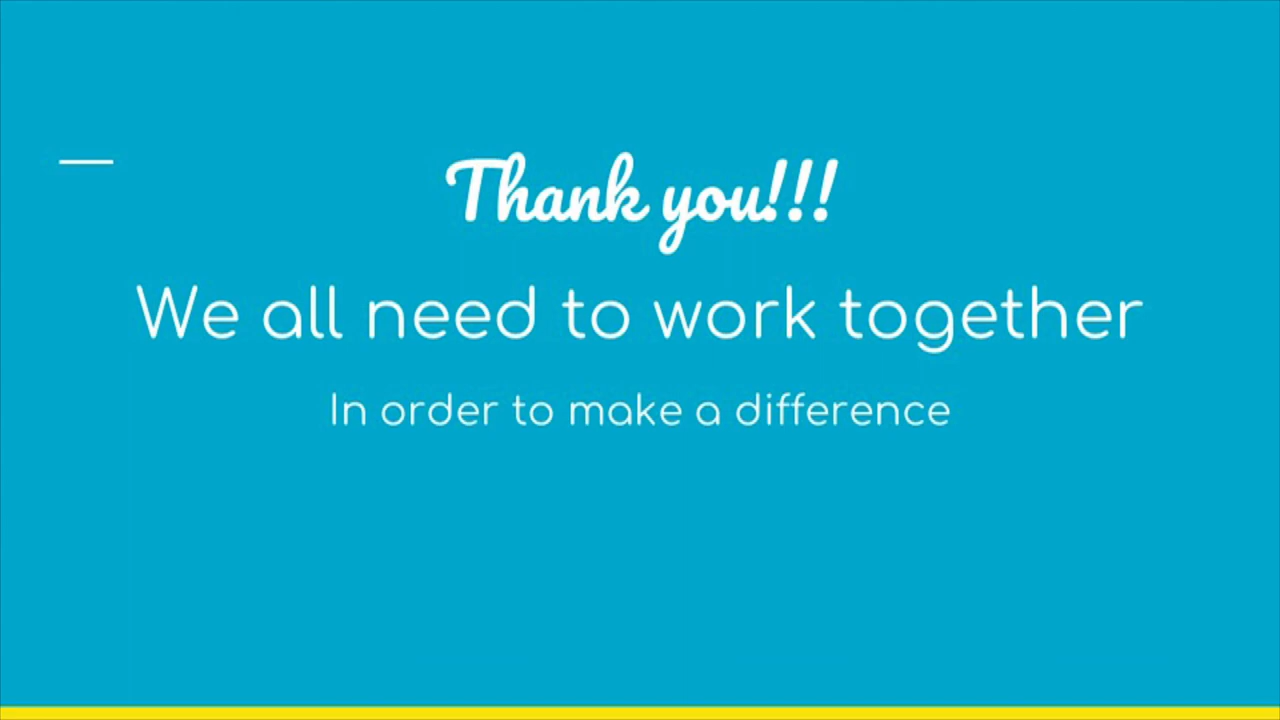 Thank you!!!
We all need to work together
In order to make a difference